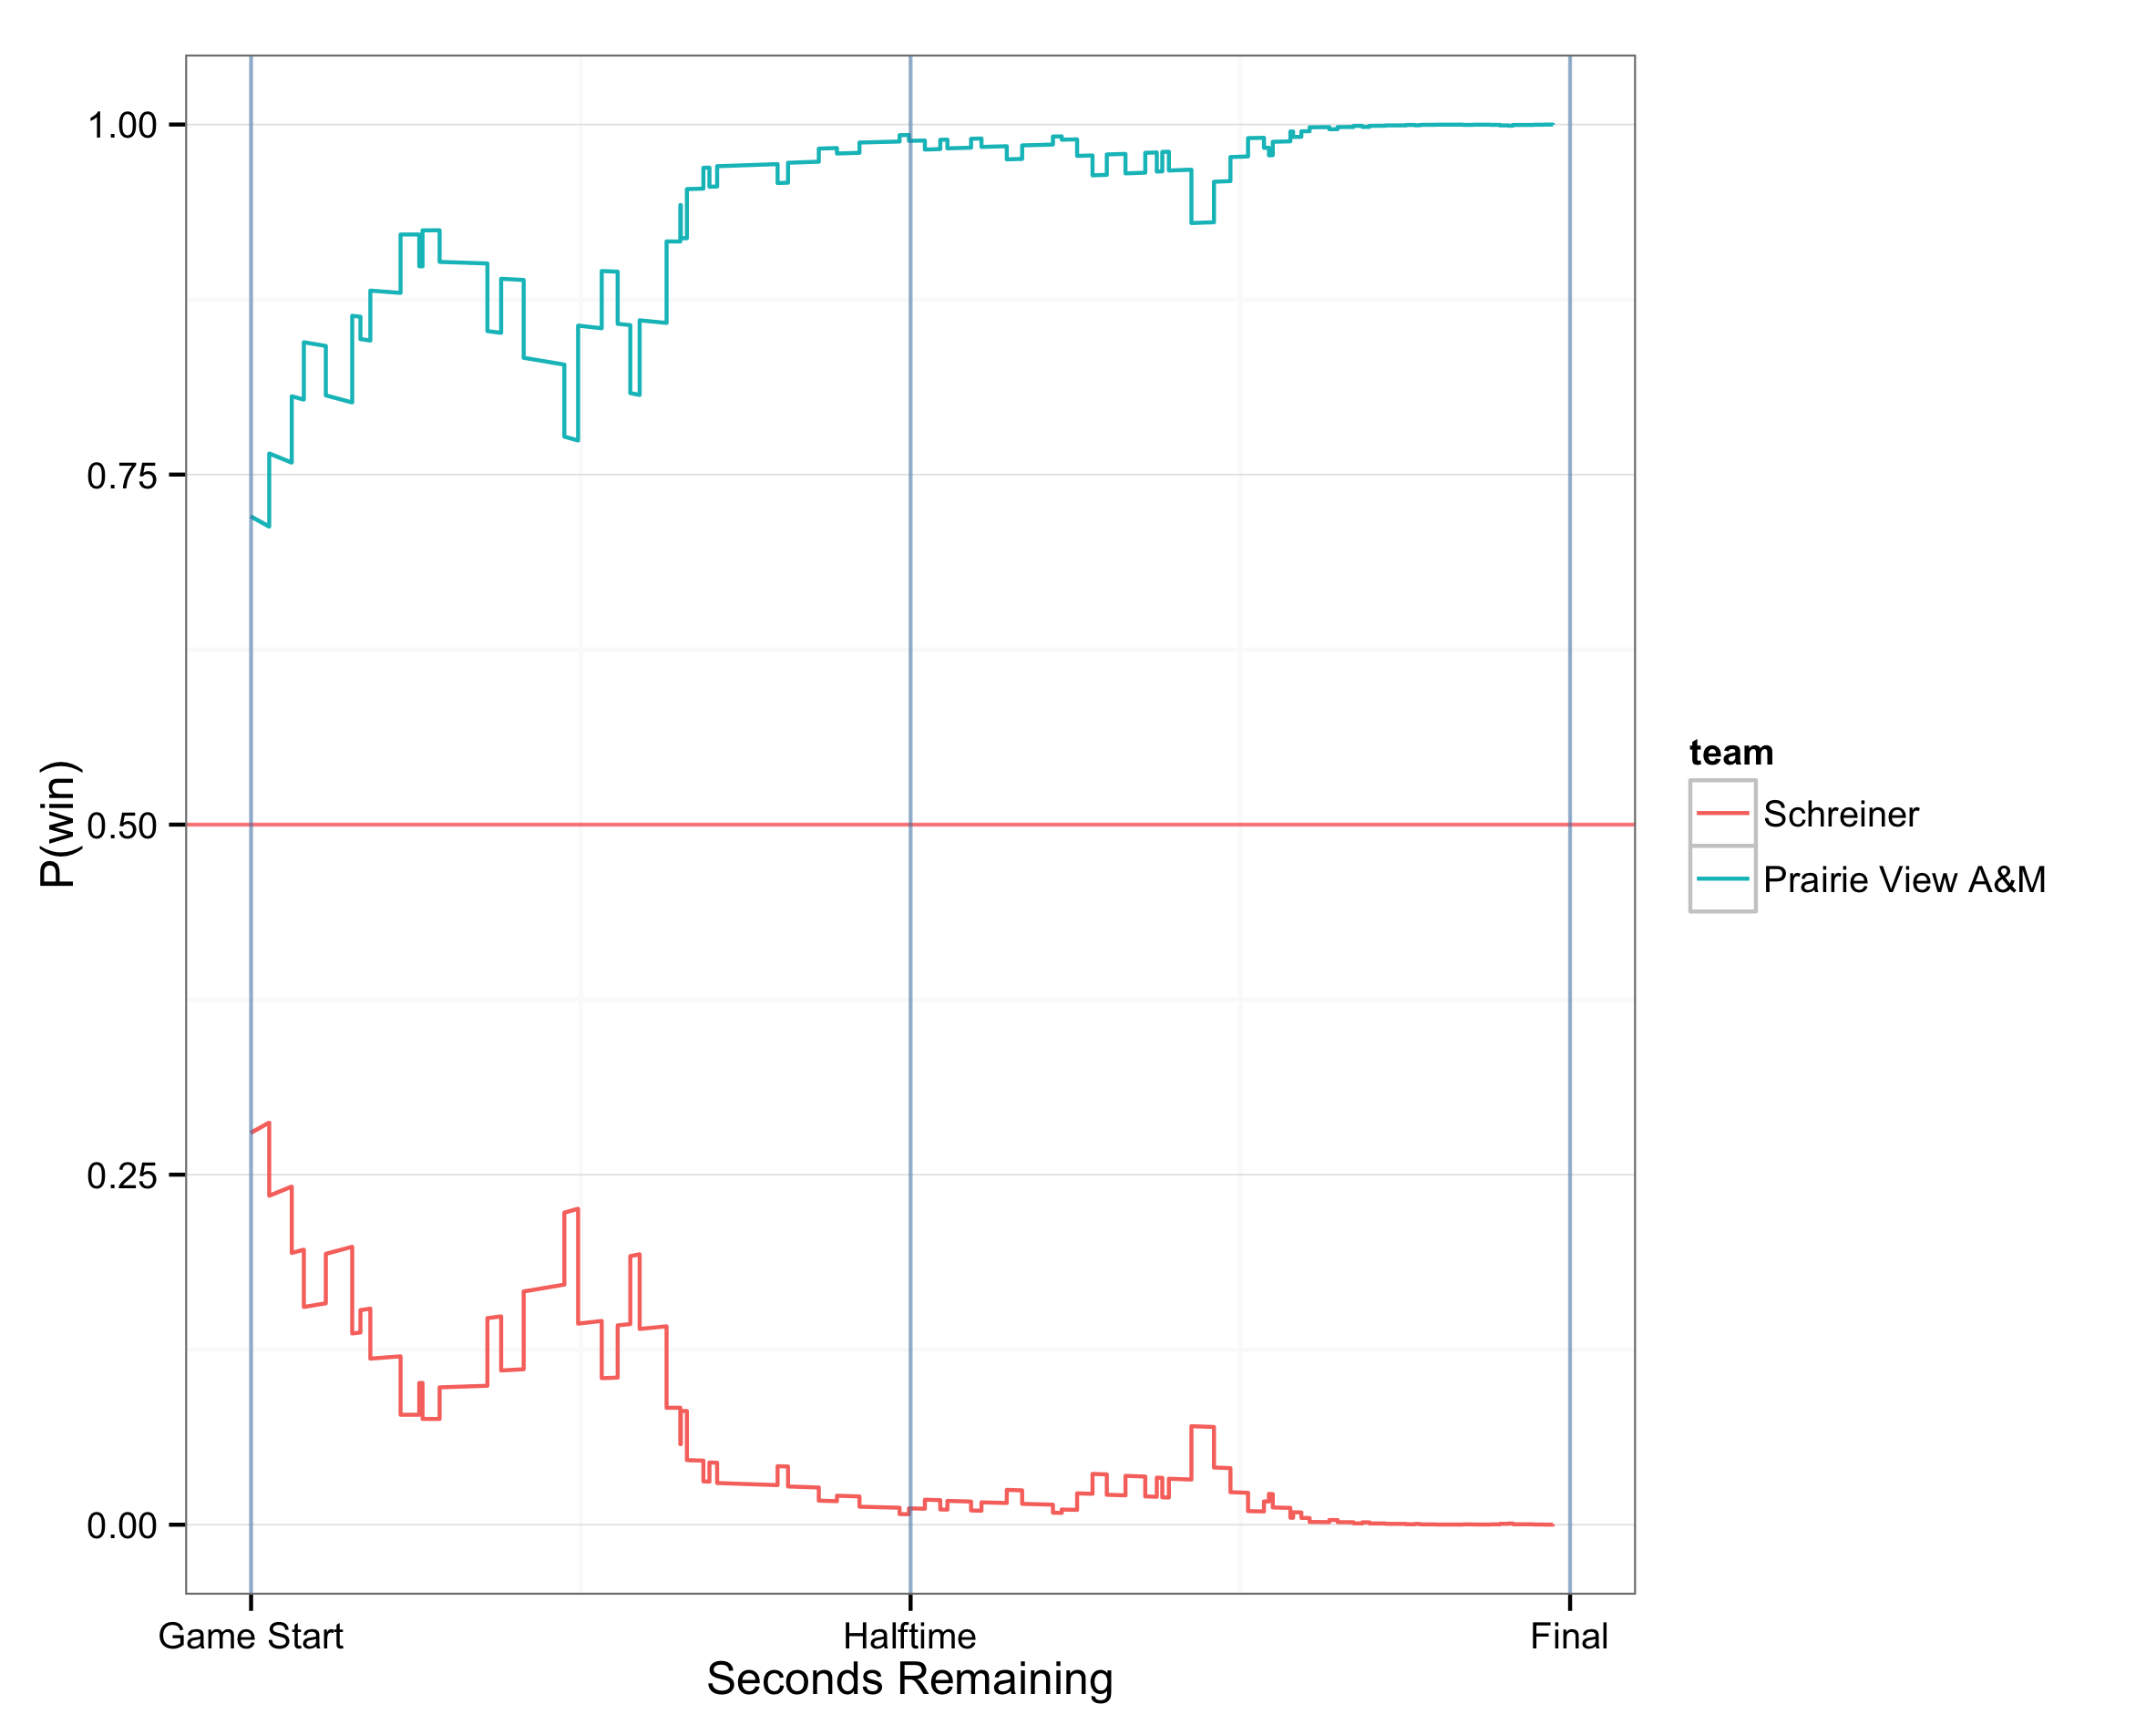 1.00
0.75
0.50
0.25
0.00
P(win)
Game Start
Halftime
Final
Seconds Remaining
team
Schreiner
Prairie View A&M